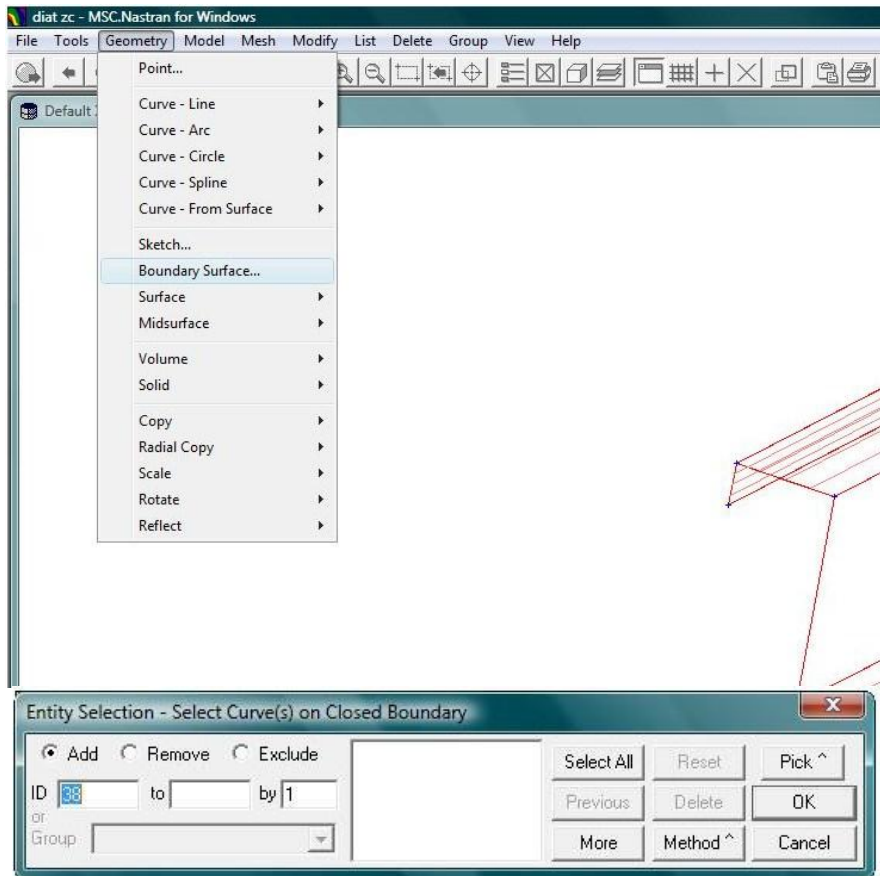 diat zc - MSC.Nastran for Windows
File Tools Geometry Model Mesh Modify List Delete Group View Help
Default
Point...
Curve - Line
Curve - Arc
Curve - Circle
Curve - Spline
Curve - From Surface
Sketch...
Boundary Surface...
Surface
Midsurface
Volume
Solid
Copy
Radial Copy
Scale
Rotate
Reflect
Entity Selection - Select Curve(s) on Closed Boundary
Add Remove Exclude Select All Reset Pick ^
ID 38 to by 1 Previous Delete OK
or
Group More Method ^ Cancel